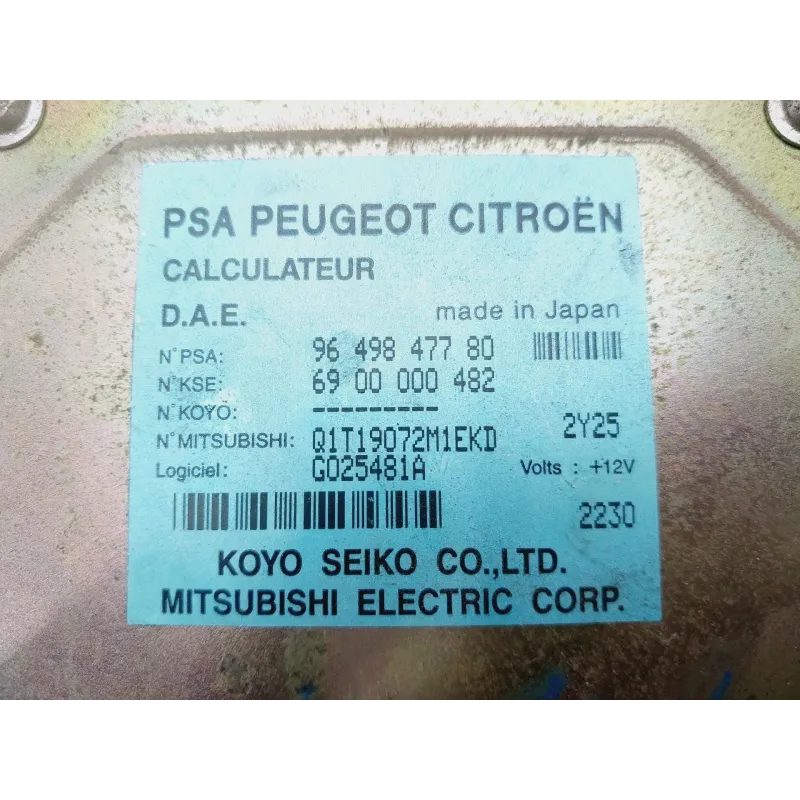 PSA PEUGEOT CITROËN
CALCULATEUR
D.A.E. made in Japan
N°PSA: 96 498 477 80
N°KSE: 69 00 000 482
N°KOYO: ---------
N°MITSUBISHI: Q1T19072M1EKD 2Y25
Logiciel: G025481A Volts : +12V
2230
KOYO SEIKO CO.,LTD.
MITSUBISHI ELECTRIC CORP.